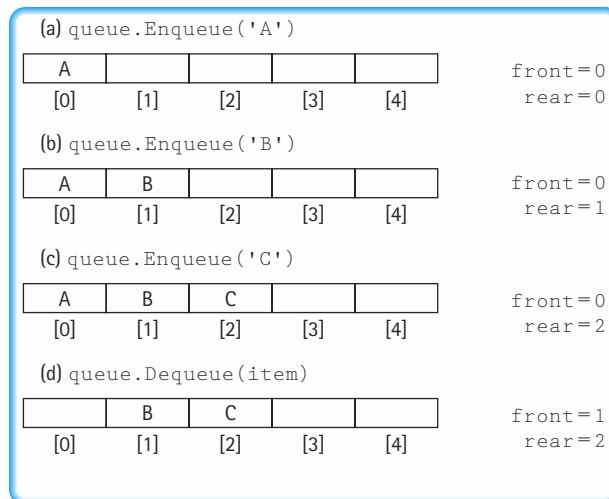 (a) queue.Enqueue('A')
A
front=0
[0] [1] [2] [3] [4]
rear=0
(b) queue.Enqueue('B')
A B
front=0
[0] [1] [2] [3] [4]
rear=1
(c) queue.Enqueue('C')
A B C
front=0
[0] [1] [2] [3] [4]
rear=2
(d) queue.Dequeue(item)
B C
front=1
[0] [1] [2] [3] [4]
rear=2